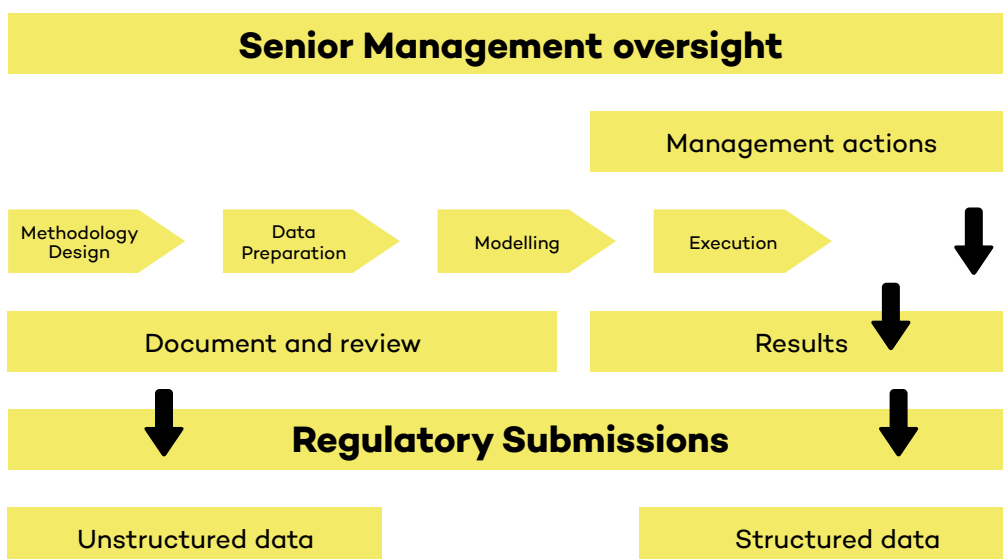 Senior Management oversight
Management actions
Methodology
Design
Data
Preparation
Modelling
Execution
Document and review
Results
Regulatory Submissions
Unstructured data
Structured data